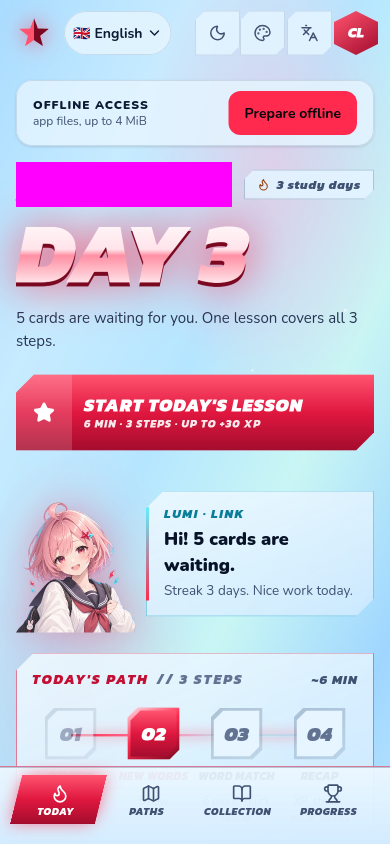 🇬🇧 English
CL
OFFLINE ACCESS
app files, up to 4 MiB
Prepare offline
3 study days
DAY 3
5 cards are waiting for you. One lesson covers all 3
steps.
START TODAY'S LESSON
6 MIN · 3 STEPS · UP TO +30 XP
LUMI · LINK
Hi! 5 cards are
waiting.
Streak 3 days. Nice work today.
TODAY'S PATH // 3 STEPS
~6 MIN
01 02 03 04
NEW WORDS WORD MATCH RECAP
TODAY PATHS COLLECTION PROGRESS